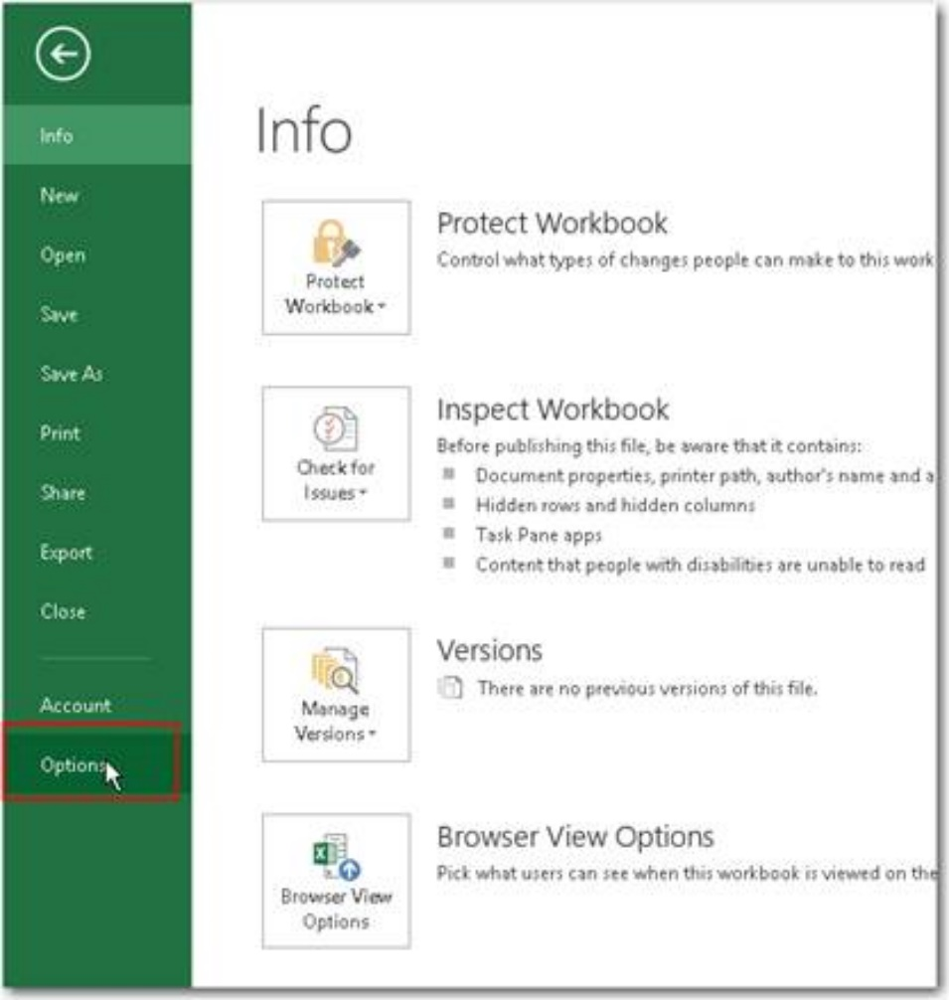 Info
New
Open
Save
Save As
Print
Share
Export
Close
Account
Options
Info
Protect
Workbook
Protect Workbook
Control what types of changes people can make to this work
Check for
Issues
Inspect Workbook
Before publishing this file, be aware that it contains:
Document properties, printer path, author's name and a
Hidden rows and hidden columns
Task Pane apps
Content that people with disabilities are unable to read
Manage
Versions
Versions
There are no previous versions of this file.
Browser View
Options
Browser View Options
Pick what users can see when this workbook is viewed on the